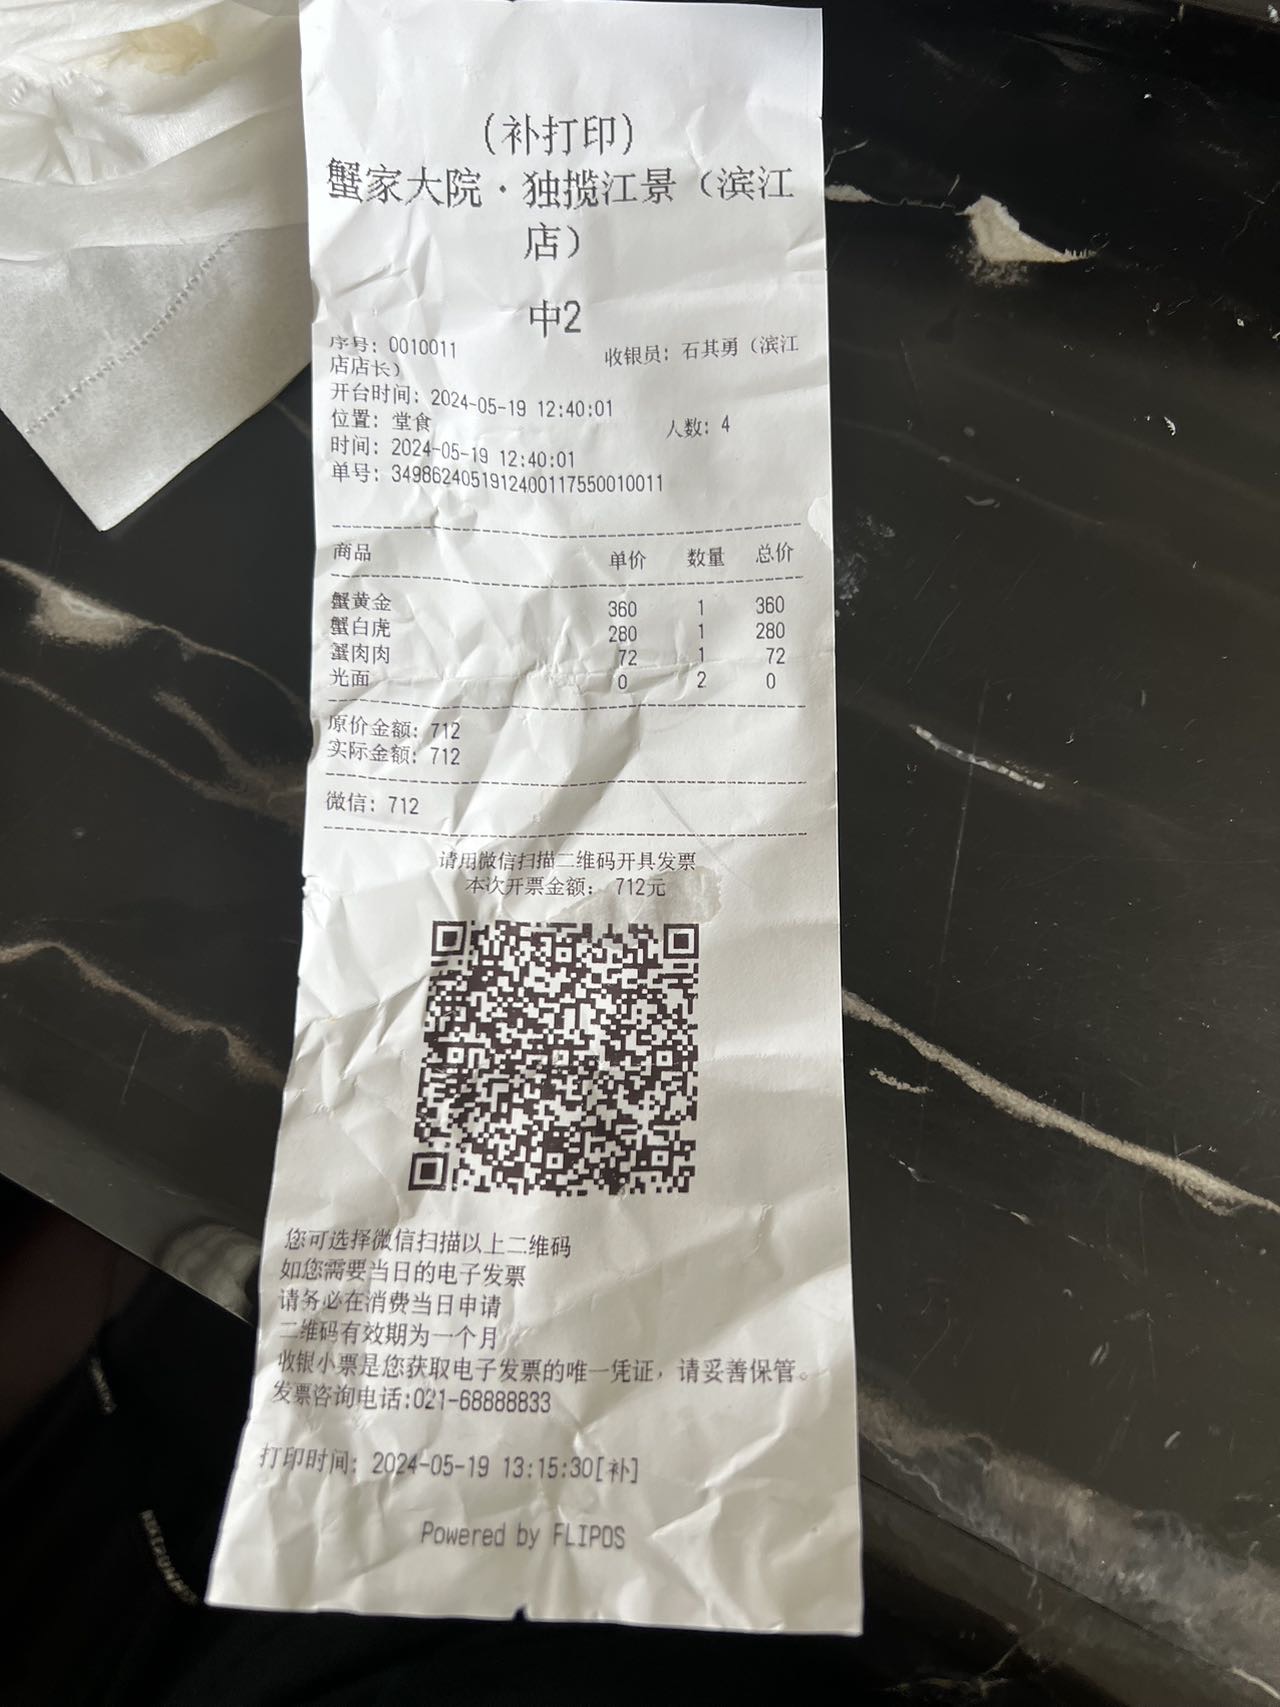 (补打印)
蟹家大院·独揽江景（滨江
店）
中2
序号: 0010011 收银员: 石其勇（滨江
店店长）
开台时间: 2024-05-19 12:40:01
位置: 堂食 人数: 4
时间: 2024-05-19 12:40:01
单号: 3498624051912400117550010011
商品 单价 数量 总价
蟹黄金 360 1 360
蟹白虎 280 1 280
蟹肉肉 72 1 72
光面 0 2 0
原价金额: 712
实际金额: 712
微信: 712
请用微信扫描二维码开具发票
本次开票金额: 712元
您可选择微信扫描以上二维码
如您需要当日的电子发票
请务必在消费当日申请
二维码有效期为一个月
收银小票是您获取电子发票的唯一凭证，请妥善保管。
发票咨询电话:021-68888833
打印时间: 2024-05-19 13:15:30[补]
Powered by FLIPOS